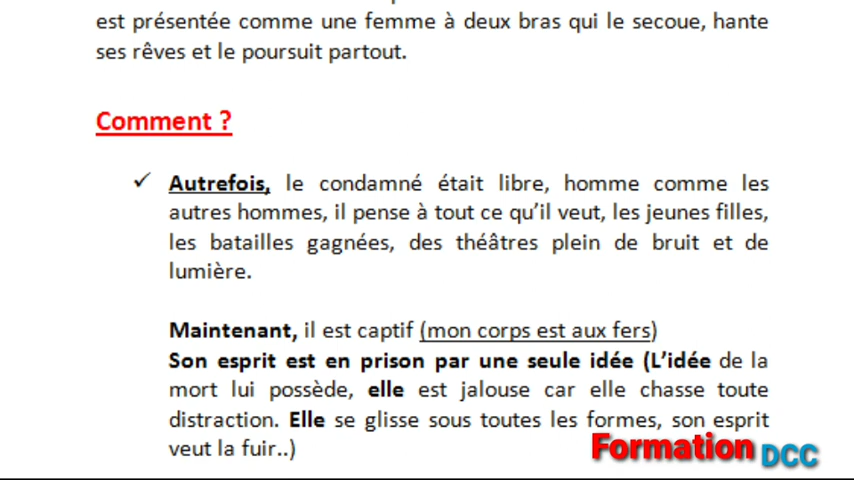 est présentée comme une femme à deux bras qui le secoue, hante
ses rêves et le poursuit partout.
Comment ?
✓ Autrefois, le condamné était libre, homme comme les
autres hommes, il pense à tout ce qu'il veut, les jeunes filles,
les batailles gagnées, des théâtres plein de bruit et de
lumière.
Maintenant, il est captif (mon corps est aux fers)
Son esprit est en prison par une seule idée (L'idée de la
mort lui possède, elle est jalouse car elle chasse toute
distraction. Elle se glisse sous toutes les formes, son esprit
veut la fuir..)
Formation DCC